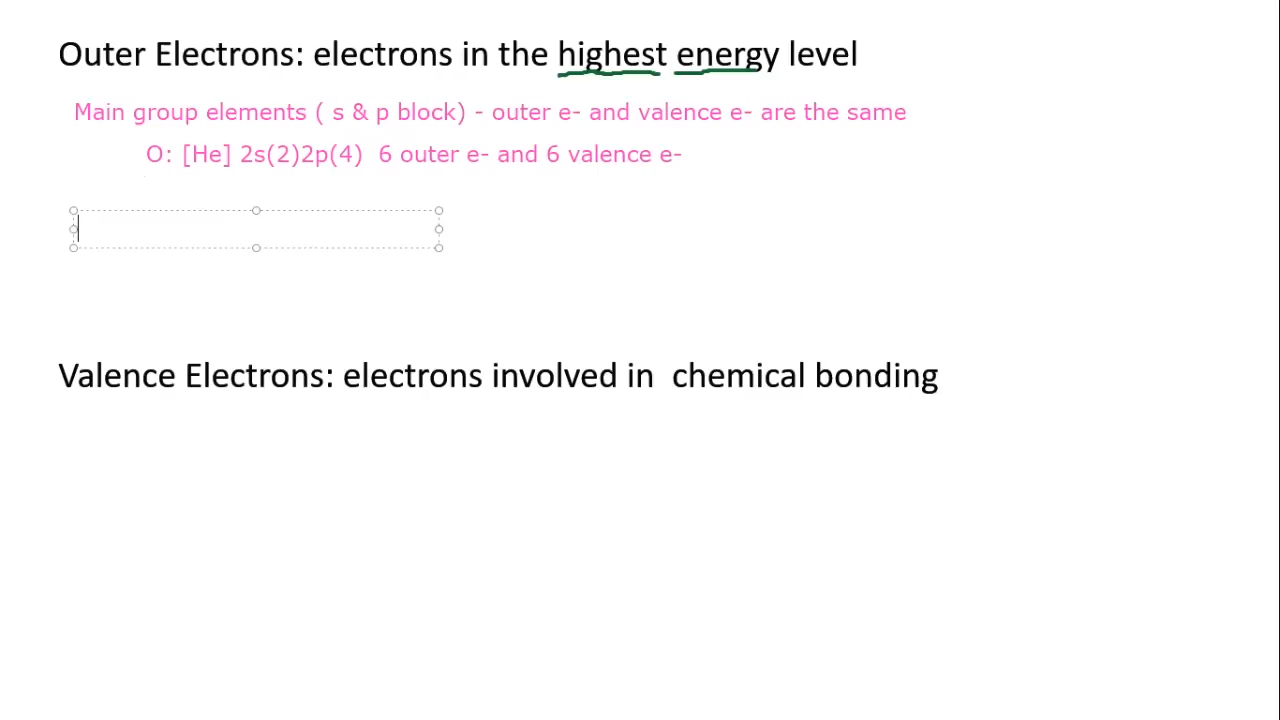 Outer Electrons: electrons in the highest energy level
Main group elements ( s & p block) - outer e- and valence e- are the same
O: [He] 2s(2)2p(4)  6 outer e- and 6 valence e-
Valence Electrons: electrons involved in  chemical bonding